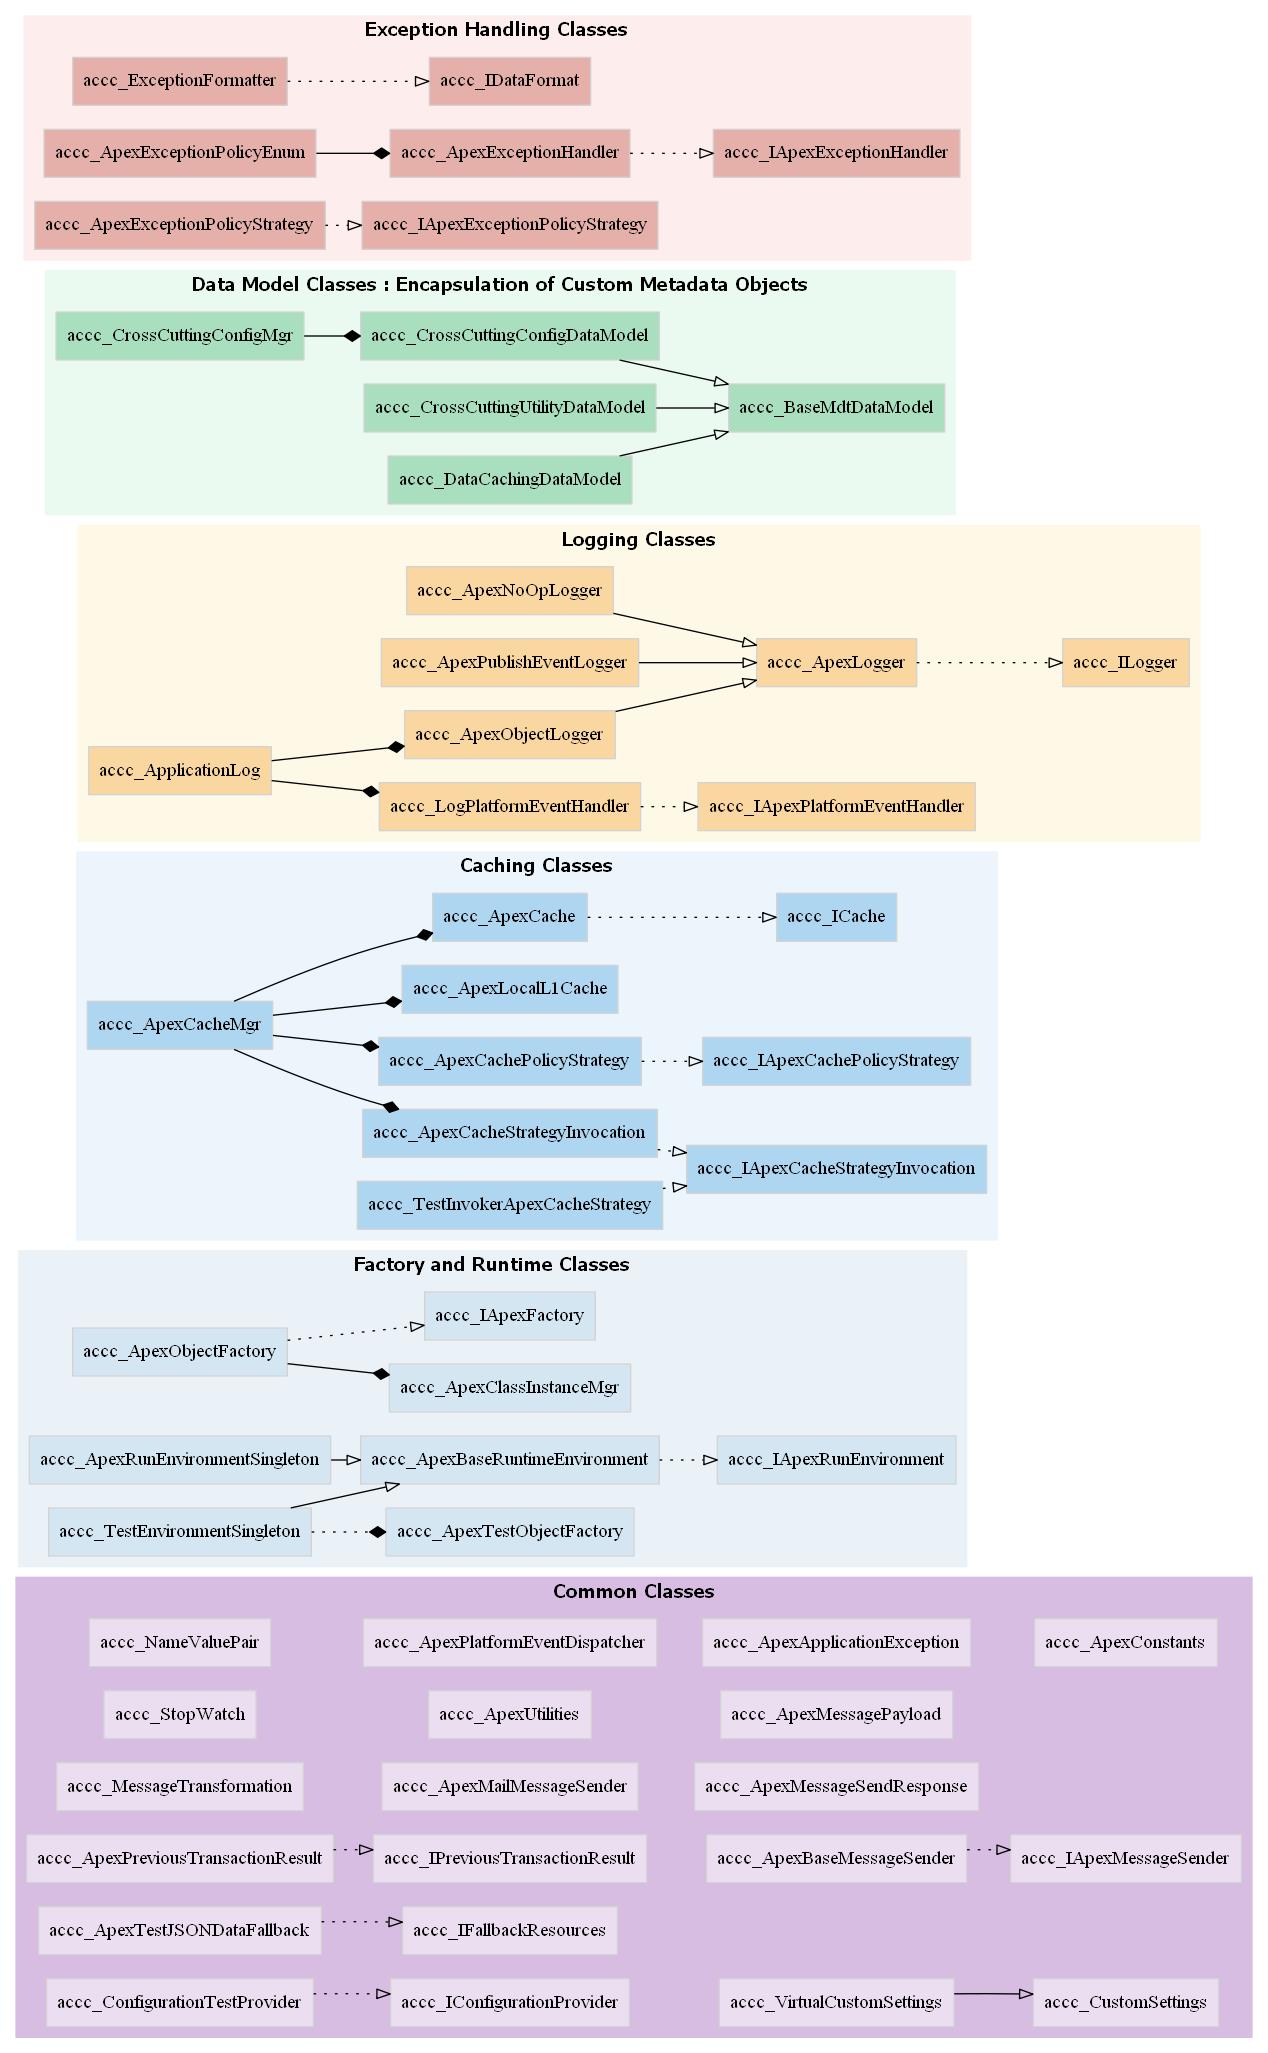 Exception Handling Classes
accc_ExceptionFormatter
accc_IDataFormat
accc_ApexExceptionPolicyEnum
accc_ApexExceptionHandler
accc_IApexExceptionHandler
accc_ApexExceptionPolicyStrategy
accc_IApexExceptionPolicyStrategy
Data Model Classes : Encapsulation of Custom Metadata Objects
accc_CrossCuttingConfigMgr
accc_CrossCuttingConfigDataModel
accc_CrossCuttingUtilityDataModel
accc_BaseMdtDataModel
accc_DataCachingDataModel
Logging Classes
accc_ApexNoOpLogger
accc_ApexPublishEventLogger
accc_ApexLogger
accc_ILogger
accc_ApexObjectLogger
accc_ApplicationLog
accc_LogPlatformEventHandler
accc_IApexPlatformEventHandler
Caching Classes
accc_ApexCache
accc_ICache
accc_ApexLocalL1Cache
accc_ApexCacheMgr
accc_ApexCachePolicyStrategy
accc_IApexCachePolicyStrategy
accc_ApexCacheStrategyInvocation
accc_IApexCacheStrategyInvocation
accc_TestInvokerApexCacheStrategy
Factory and Runtime Classes
accc_IApexFactory
accc_ApexObjectFactory
accc_ApexClassInstanceMgr
accc_ApexRunEnvironmentSingleton
accc_ApexBaseRuntimeEnvironment
accc_IApexRunEnvironment
accc_TestEnvironmentSingleton
accc_ApexTestObjectFactory
Common Classes
accc_NameValuePair
accc_ApexPlatformEventDispatcher
accc_ApexApplicationException
accc_ApexConstants
accc_StopWatch
accc_ApexUtilities
accc_ApexMessagePayload
accc_MessageTransformation
accc_ApexMailMessageSender
accc_ApexMessageSendResponse
accc_ApexPreviousTransactionResult
accc_IPreviousTransactionResult
accc_ApexBaseMessageSender
accc_IApexMessageSender
accc_ApexTestJSONDataFallback
accc_IFallbackResources
accc_ConfigurationTestProvider
accc_IConfigurationProvider
accc_VirtualCustomSettings
accc_CustomSettings